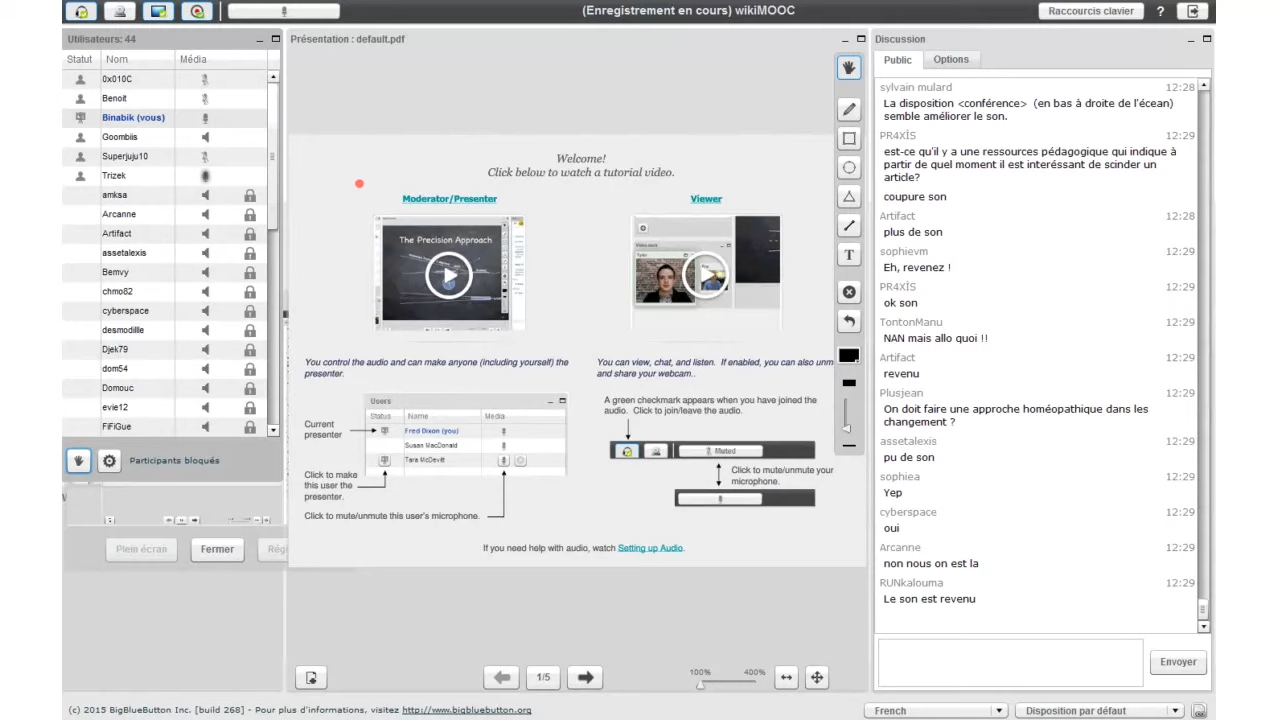 (Enregistrement en cours) wikiMOOC
Raccourcis clavier
?
Utilisateurs: 44
Statut Nom Média
0x010C
Benoit
Binabik (vous)
Goombiis
Superjuju10
Trizek
amksa
Arcanne
Artifact
assetalexis
Bemvy
chmo82
cyberspace
desmodillle
Djek79
dom54
Domouc
evie12
FiFiGue
Participants bloqués
Plein écran
Fermer
Régl
Présentation : default.pdf
Welcome!
Click below to watch a tutorial video.
Moderator/Presenter
Viewer
The Precision Approach
You control the audio and can make anyone (including yourself) the
presenter.
You can view, chat, and listen. If enabled, you can also unm
and share your webcam..
Users
Status Name Media
Fred Dixon (you)
Susan MacDonald
Tara McDevitt
Current
presenter
Click to make
this user the
presenter.
Click to mute/unmute this user's microphone.
A green checkmark appears when you have joined the
audio. Click to join/leave the audio.
Muted
Click to mute/unmute your
microphone.
If you need help with audio, watch Setting up Audio.
T
1/5
100% 400%
Discussion
Public Options
sylvain mulard 12:28
La disposition <conférence> (en bas à droite de l'écean)
semble améliorer le son.
PR4XİS 12:29
est-ce qu'il y a une ressources pédagogique qui indique à
partir de quel moment il est interéssant de scinder un
article?
coupure son
Artifact 12:28
plus de son
sophievm 12:29
Eh, revenez !
PR4XİS 12:29
ok son
TontonManu 12:29
NAN mais allo quoi !!
Artifact 12:29
revenu
Plusjean 12:29
On doit faire une approche homéopathique dans les
changement ?
assetalexis 12:29
pu de son
sophiea 12:29
Yep
cyberspace 12:29
oui
Arcanne 12:29
non nous on est la
RUNkalouma 12:29
Le son est revenu
Envoyer
(c) 2015 BigBlueButton Inc. [build 268] - Pour plus d'informations, visitez http://www.bigbluebutton.org
French
Disposition par défaut